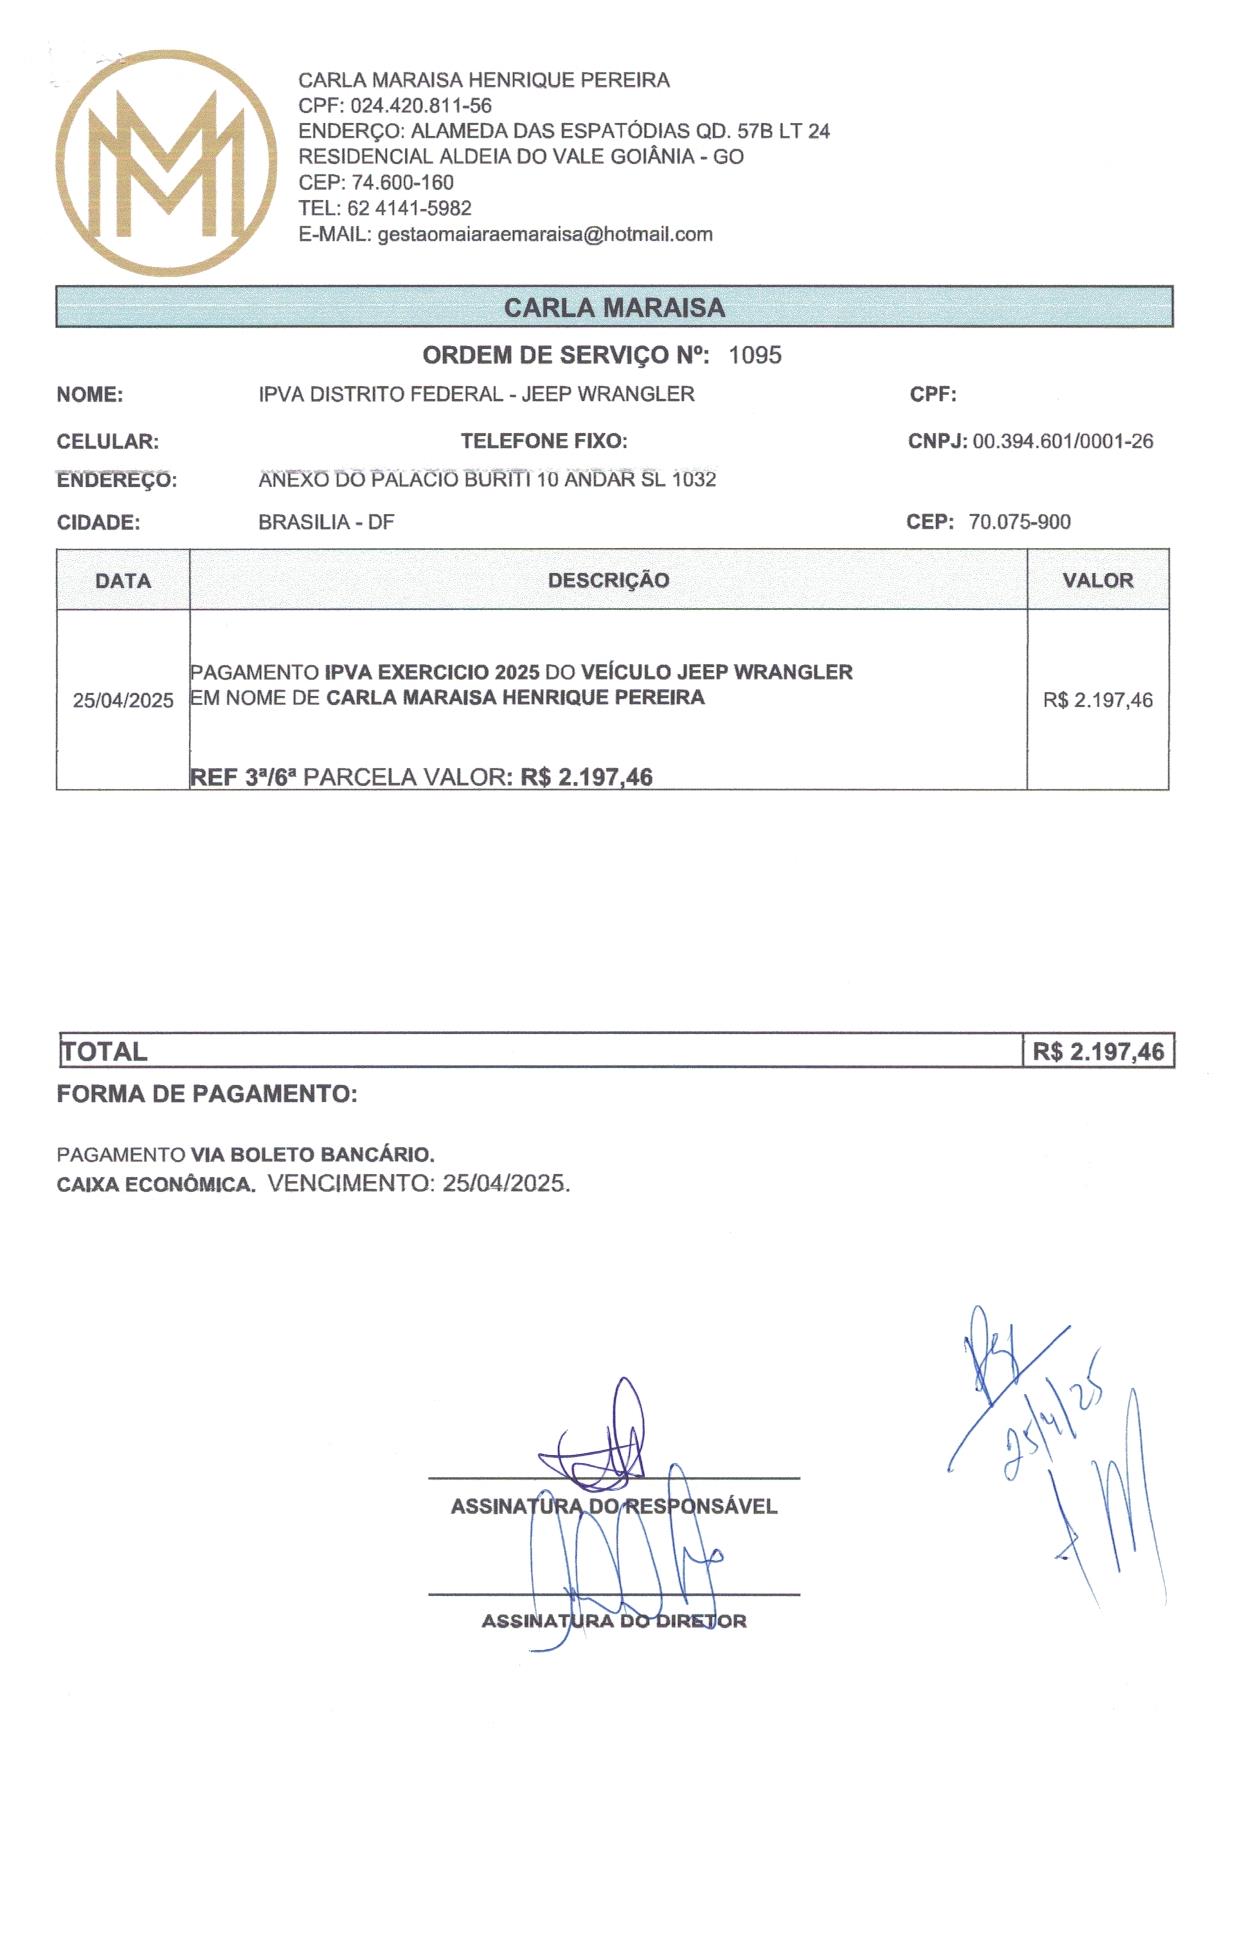 CARLA MARAISA HENRIQUE PEREIRA
CPF: 024.420.811-56
ENDERÇO: ALAMEDA DAS ESPATÓDIAS QD. 57B LT 24
RESIDENCIAL ALDEIA DO VALE GOIÂNIA - GO
CEP: 74.600-160
TEL: 62 4141-5982
E-MAIL: gestaomaiaraemaraisa@hotmail.com
CARLA MARAISA
ORDEM DE SERVIÇO Nº: 1095
NOME: IPVA DISTRITO FEDERAL - JEEP WRANGLER CPF:
CELULAR: TELEFONE FIXO: CNPJ: 00.394.601/0001-26
ENDEREÇO: ANEXO DO PALACIO BURITI 10 ANDAR SL 1032
CIDADE: BRASILIA - DF CEP: 70.075-900
DATA DESCRIÇÃO VALOR
PAGAMENTO IPVA EXERCICIO 2025 DO VEÍCULO JEEP WRANGLER
25/04/2025 EM NOME DE CARLA MARAISA HENRIQUE PEREIRA R$ 2.197,46
REF 3ª/6ª PARCELA VALOR: R$ 2.197,46
TOTAL R$ 2.197,46
FORMA DE PAGAMENTO:
PAGAMENTO VIA BOLETO BANCÁRIO.
CAIXA ECONÔMICA. VENCIMENTO: 25/04/2025.
25/4/25
ASSINATURA DO RESPONSÁVEL
ASSINATURA DO DIRETOR